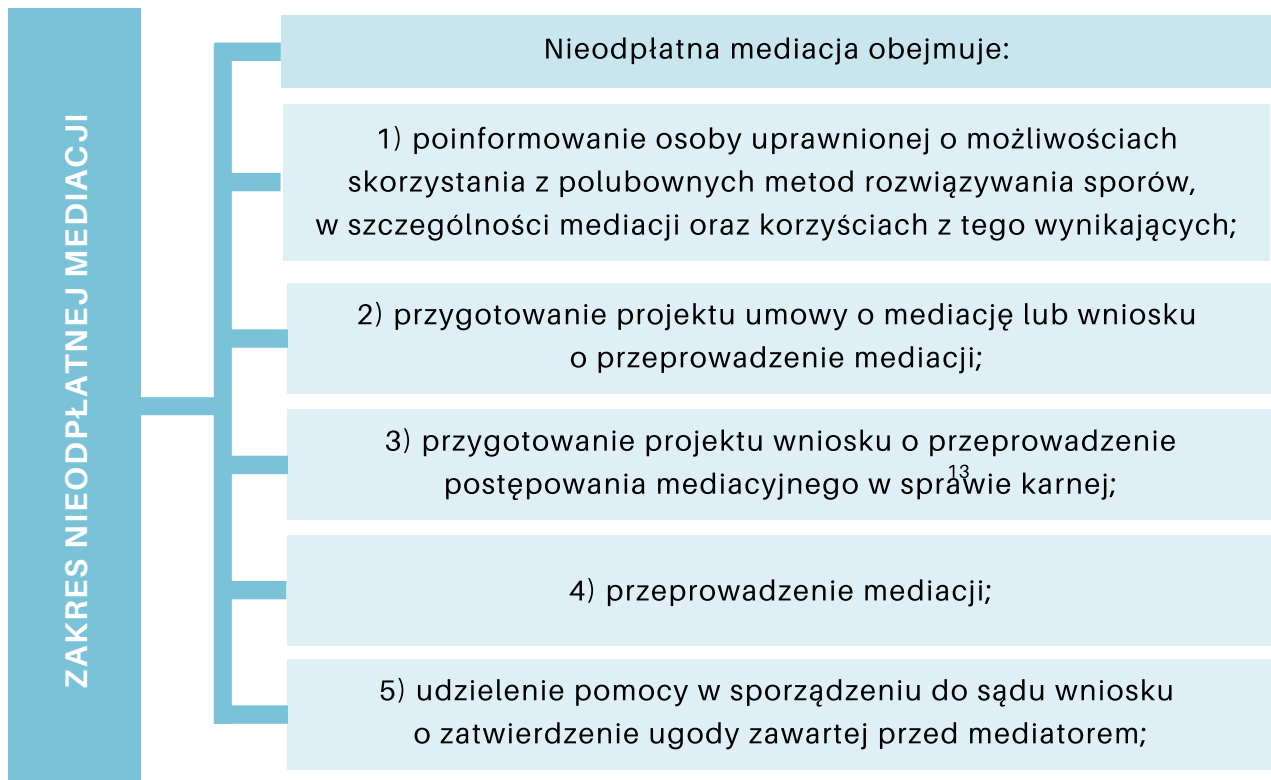 ZAKRES NIEODPŁATNEJ MEDIACJI
Nieodpłatna mediacja obejmuje:
1) poinformowanie osoby uprawnionej o możliwościach
skorzystania z polubownych metod rozwiązywania sporów,
w szczególności mediacji oraz korzyściach z tego wynikających;
2) przygotowanie projektu umowy o mediację lub wniosku
o przeprowadzenie mediacji;
3) przygotowanie projektu wniosku o przeprowadzenie
13
postępowania mediacyjnego w sprawie karnej;
4) przeprowadzenie mediacji;
5) udzielenie pomocy w sporządzeniu do sądu wniosku
o zatwierdzenie ugody zawartej przed mediatorem;